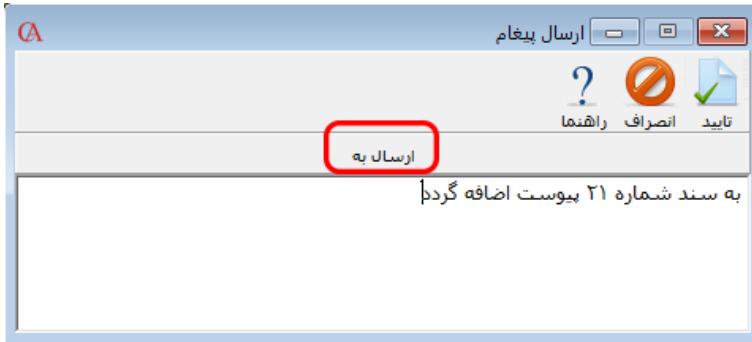 ارسال پیغام
تایید انصراف راهنما
ارسال به
به سند شماره ۲۱ پیوست اضافه گردد